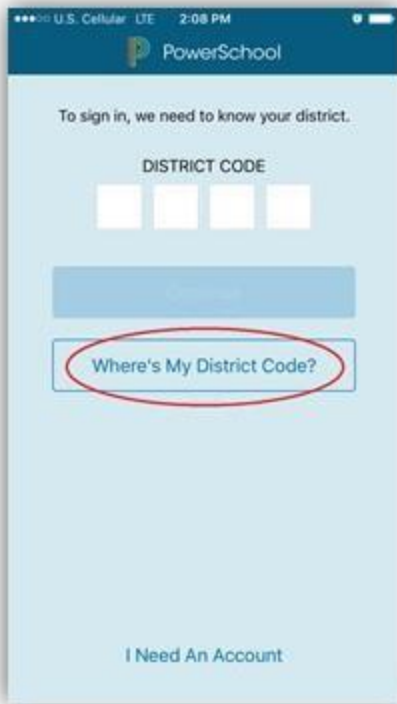 U.S. Cellular LTE 2:08 PM
PowerSchool
To sign in, we need to know your district.
DISTRICT CODE
Where's My District Code?
I Need An Account